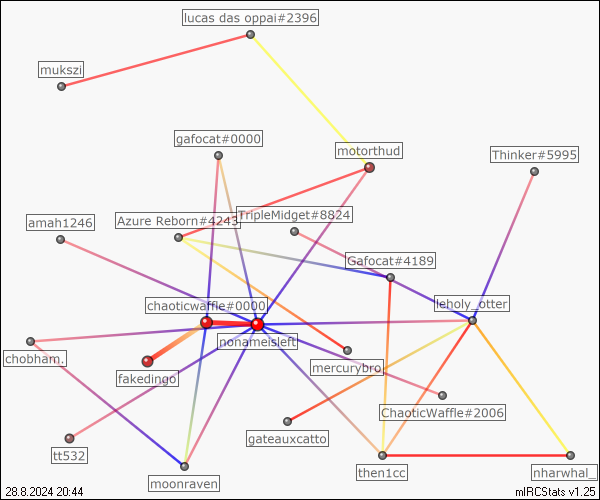 lucas das oppai#2396
mukszi
gafocat#0000
motorthud
Thinker#5995
amah1246
Azure Reborn#4243
TripleMidget#8824
Gafocat#4189
chaoticwaffle#0000
leholy_otter
nonameisleft
chobham.
mercurybro
fakedingo
ChaoticWaffle#2006
gateauxcatto
tt532
then1cc
nharwhal_
moonraven
28.8.2024 20:44
mIRCStats v1.25